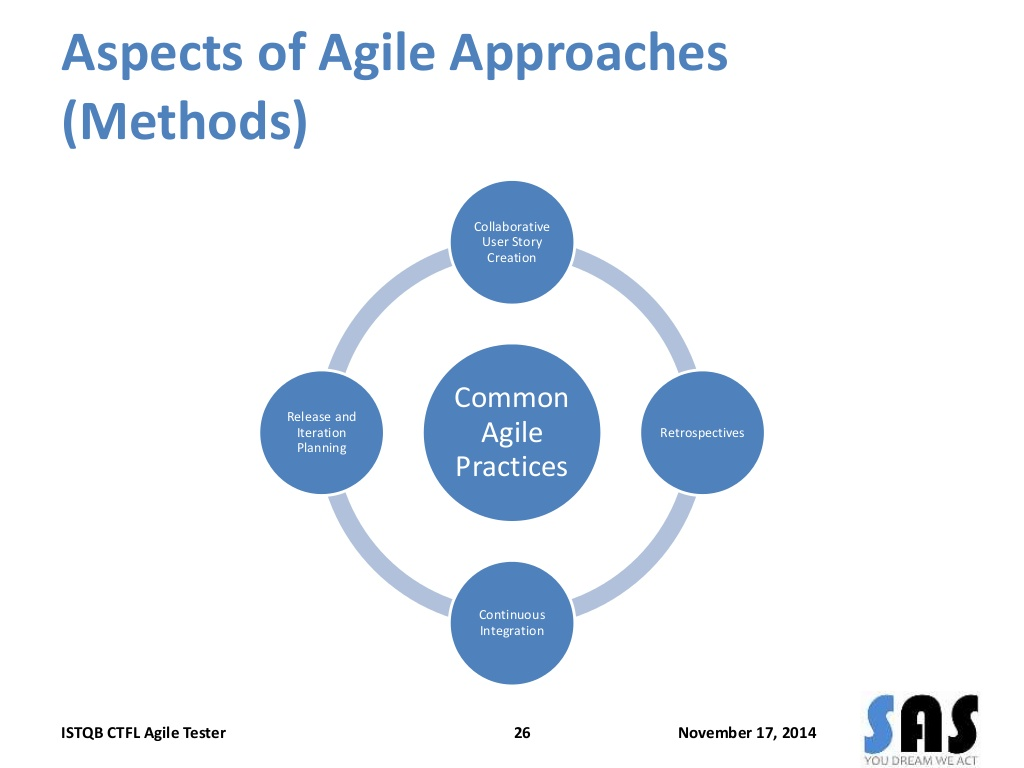 Aspects of Agile Approaches
(Methods)
Collaborative
User Story
Creation
Common
Agile
Practices
Release and
Iteration
Planning
Retrospectives
Continuous
Integration
ISTQB CTFL Agile Tester
26
November 17, 2014
SAS
YOU DREAM WE ACT